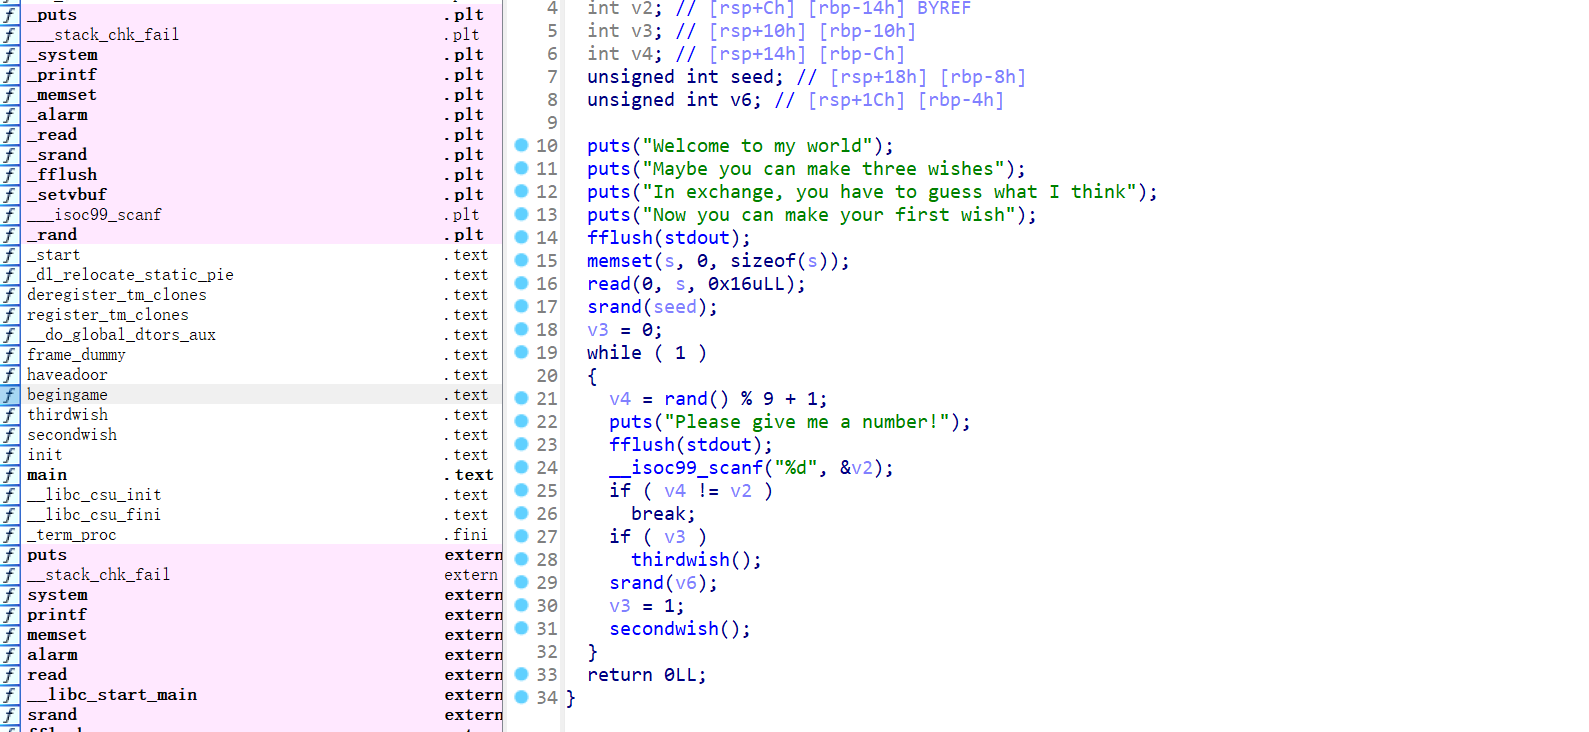 _puts .plt
___stack_chk_fail .plt
_system .plt
_printf .plt
_memset .plt
_alarm .plt
_read .plt
_srand .plt
_fflush .plt
_setvbuf .plt
___isoc99_scanf .plt
_rand .plt
_start .text
_dl_relocate_static_pie .text
deregister_tm_clones .text
register_tm_clones .text
__do_global_dtors_aux .text
frame_dummy .text
haveadoor .text
begingame .text
thirdwish .text
secondwish .text
init .text
main .text
__libc_csu_init .text
__libc_csu_fini .text
_term_proc .fini
puts extern
__stack_chk_fail extern
system extern
printf extern
memset extern
alarm extern
read extern
__libc_start_main extern
srand extern
4 int v2; // [rsp+Ch] [rbp-14h] BYREF
5 int v3; // [rsp+10h] [rbp-10h]
6 int v4; // [rsp+14h] [rbp-Ch]
7 unsigned int seed; // [rsp+18h] [rbp-8h]
8 unsigned int v6; // [rsp+1Ch] [rbp-4h]
9
10 puts("Welcome to my world");
11 puts("Maybe you can make three wishes");
12 puts("In exchange, you have to guess what I think");
13 puts("Now you can make your first wish");
14 fflush(stdout);
15 memset(s, 0, sizeof(s));
16 read(0, s, 0x16uLL);
17 srand(seed);
18 v3 = 0;
19 while ( 1 )
20 {
21 v4 = rand() % 9 + 1;
22 puts("Please give me a number!");
23 fflush(stdout);
24 __isoc99_scanf("%d", &v2);
25 if ( v4 != v2 )
26 break;
27 if ( v3 )
28 thirdwish();
29 srand(v6);
30 v3 = 1;
31 secondwish();
32 }
33 return 0LL;
34 }